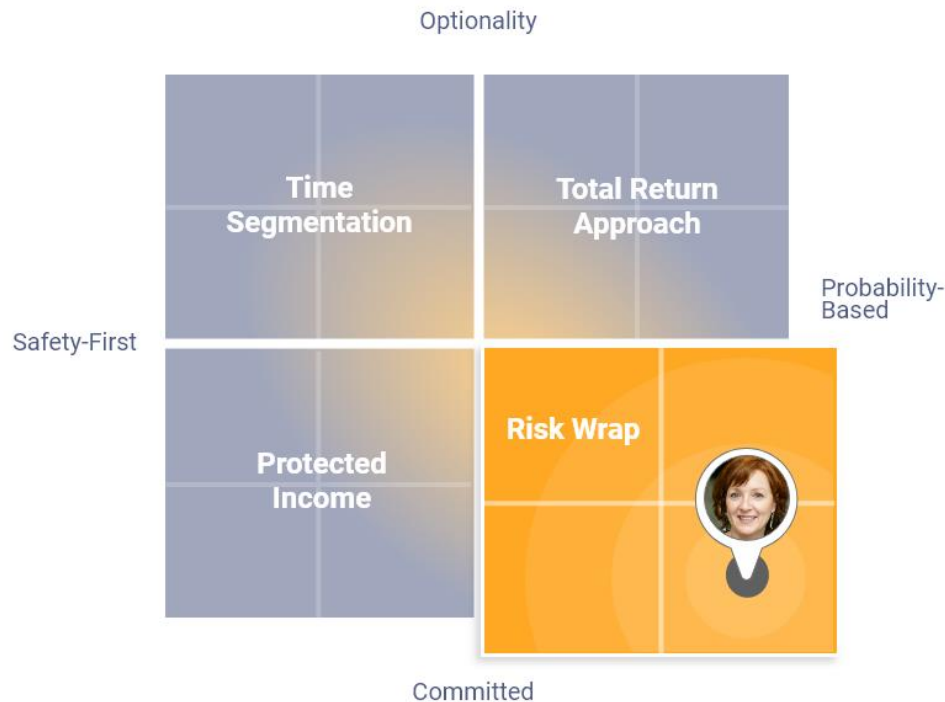 Optionality
Time
Segmentation
Total Return
Approach
Probability-
Based
Safety-First
Risk Wrap
Protected
Income
Committed